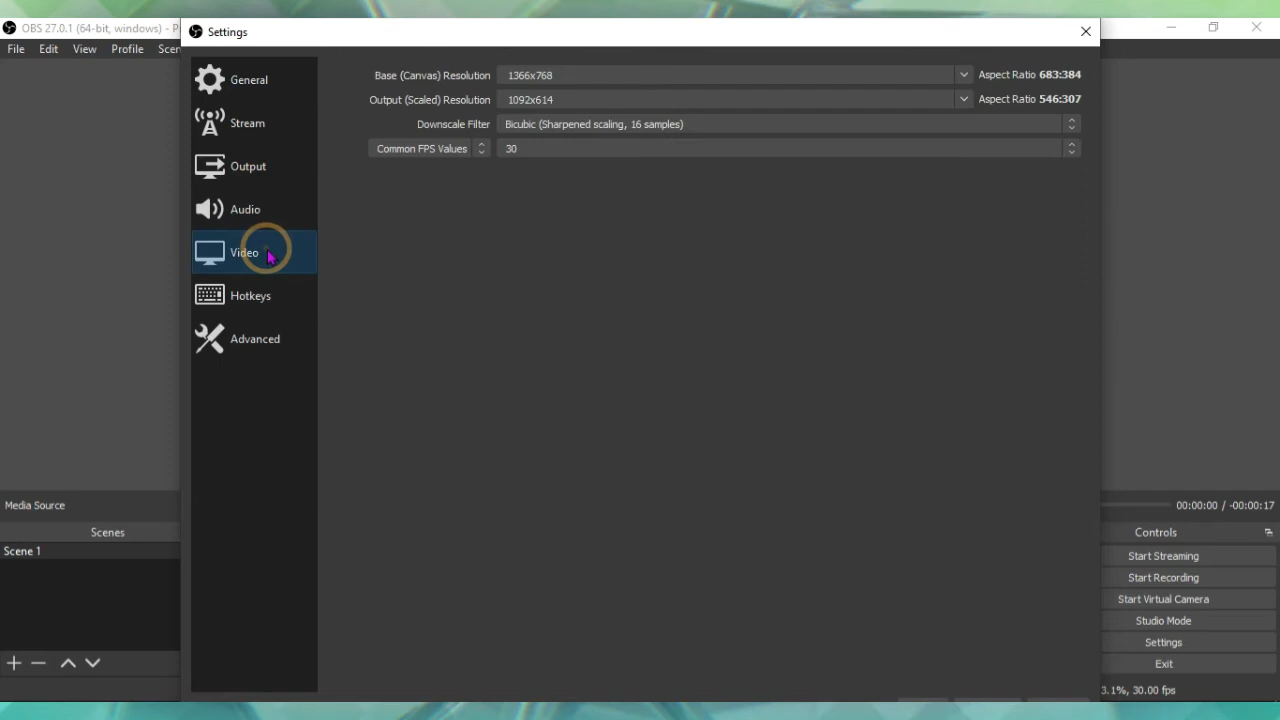 OBS 27.0.1 (64-bit, windows) - P
Settings
File Edit View Profile Scen
General
Stream
Output
Audio
Video
Hotkeys
Advanced
Base (Canvas) Resolution 1366x768 Aspect Ratio 683:384
Output (Scaled) Resolution 1092x614 Aspect Ratio 546:307
Downscale Filter Bicubic (Sharpened scaling, 16 samples)
Common FPS Values 30
Media Source
00:00:00 / -00:00:17
Scenes
Scene 1
Controls
Start Streaming
Start Recording
Start Virtual Camera
Studio Mode
Settings
Exit
3.1%, 30.00 fps